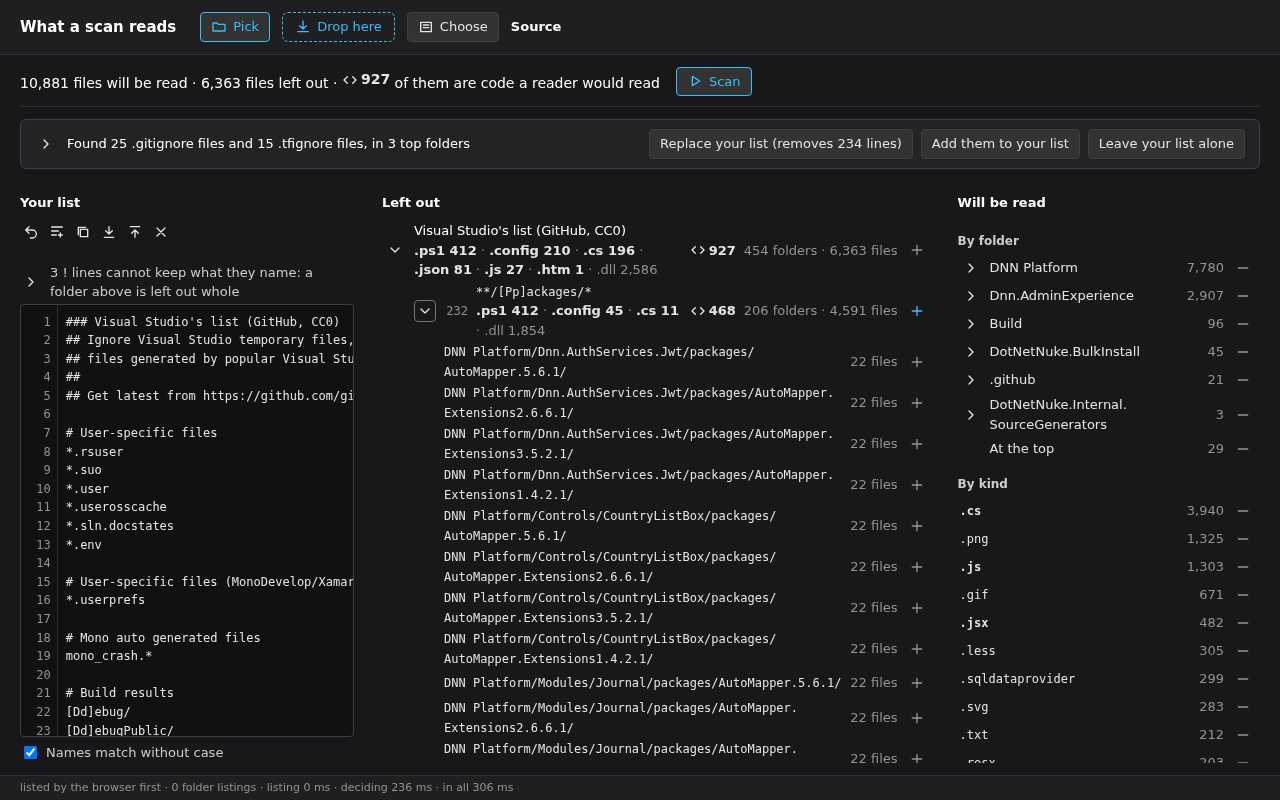 What a scan reads
Pick
Drop here
Choose
Source
10,881 files will be read · 6,363 files left out · <> 927 of them are code a reader would read
Scan
Found 25 .gitignore files and 15 .tfignore files, in 3 top folders
Replace your list (removes 234 lines)
Add them to your list
Leave your list alone
Your list
3 ! lines cannot keep what they name: a
folder above is left out whole
1 ### Visual Studio's list (GitHub, CC0)
2 ## Ignore Visual Studio temporary files,
3 ## files generated by popular Visual Stu
4 ##
5 ## Get latest from https://github.com/gi
6
7 # User-specific files
8 *.rsuser
9 *.suo
10 *.user
11 *.userosscache
12 *.sln.docstates
13 *.env
14
15 # User-specific files (MonoDevelop/Xamar
16 *.userprefs
17
18 # Mono auto generated files
19 mono_crash.*
20
21 # Build results
22 [Dd]ebug/
23 [Dd]ebugPublic/
Names match without case
Left out
Visual Studio's list (GitHub, CC0)
.ps1 412 · .config 210 · .cs 196 ·
.json 81 · .js 27 · .htm 1 · .dll 2,586
<> 927 454 folders · 6,363 files
**/[Pp]ackages/*
232 .ps1 412 · .config 45 · .cs 11
· .dll 1,854
<> 468 206 folders · 4,591 files
DNN Platform/Dnn.AuthServices.Jwt/packages/
AutoMapper.5.6.1/
22 files
DNN Platform/Dnn.AuthServices.Jwt/packages/AutoMapper.
Extensions2.6.6.1/
22 files
DNN Platform/Dnn.AuthServices.Jwt/packages/AutoMapper.
Extensions3.5.2.1/
22 files
DNN Platform/Dnn.AuthServices.Jwt/packages/AutoMapper.
Extensions1.4.2.1/
22 files
DNN Platform/Controls/CountryListBox/packages/
AutoMapper.5.6.1/
22 files
DNN Platform/Controls/CountryListBox/packages/
AutoMapper.Extensions2.6.6.1/
22 files
DNN Platform/Controls/CountryListBox/packages/
AutoMapper.Extensions3.5.2.1/
22 files
DNN Platform/Controls/CountryListBox/packages/
AutoMapper.Extensions1.4.2.1/
22 files
DNN Platform/Modules/Journal/packages/AutoMapper.5.6.1/ 22 files
DNN Platform/Modules/Journal/packages/AutoMapper.
Extensions2.6.6.1/
22 files
DNN Platform/Modules/Journal/packages/AutoMapper.
22 files
Will be read
By folder
DNN Platform 7,780
Dnn.AdminExperience 2,907
Build 96
DotNetNuke.BulkInstall 45
.github 21
DotNetNuke.Internal.
SourceGenerators
3
At the top 29
By kind
.cs 3,940
.png 1,325
.js 1,303
.gif 671
.jsx 482
.less 305
.sqldataprovider 299
.svg 283
.txt 212
.resx 203
listed by the browser first · 0 folder listings · listing 0 ms · deciding 236 ms · in all 306 ms